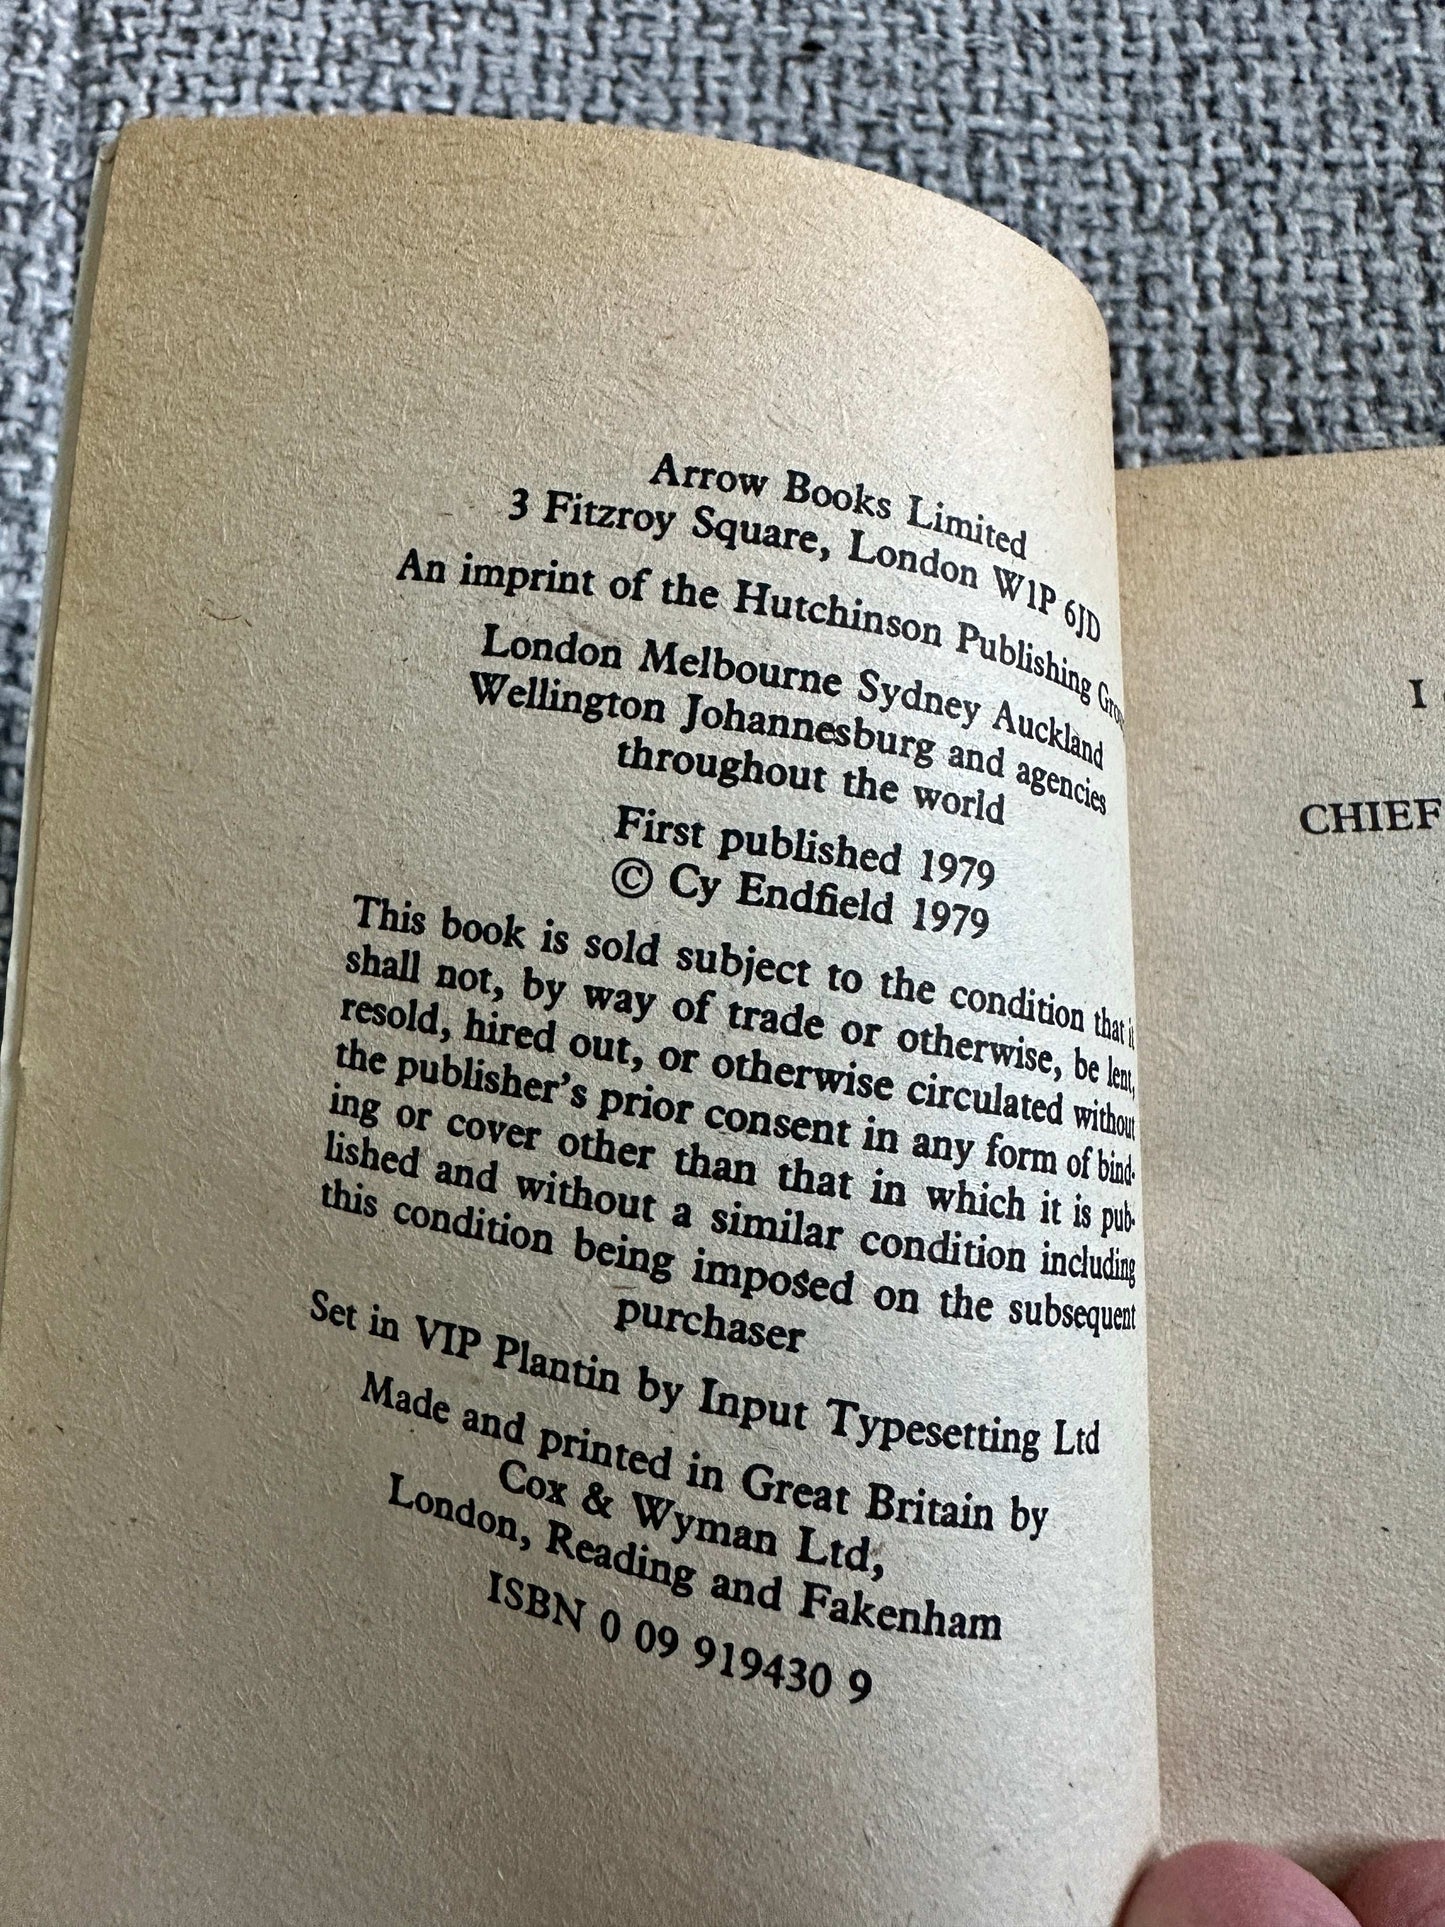 Arrow Books Limited
3 Fitzroy Square, London W1P 6JD
An imprint of the Hutchinson Publishing
London Melbourne Sydney Auckland
Wellington Johannesburg and agencies
throughout the world
First published 1979
© Cy Endfield 1979
This book is sold subject to the condition that it
shall not, by way of trade or otherwise, be lent,
resold, hired out, or otherwise circulated without
the publisher's prior consent in any form of bind-
ing or cover other than that in which it is pub-
lished and without a similar condition including
this condition being imposed on the subsequent
purchaser
Set in VIP Plantin by Input Typesetting Ltd
Made and printed in Great Britain by
Cox & Wyman Ltd,
London, Reading and Fakenham
ISBN 0 09 919430 9
I
CHIEF